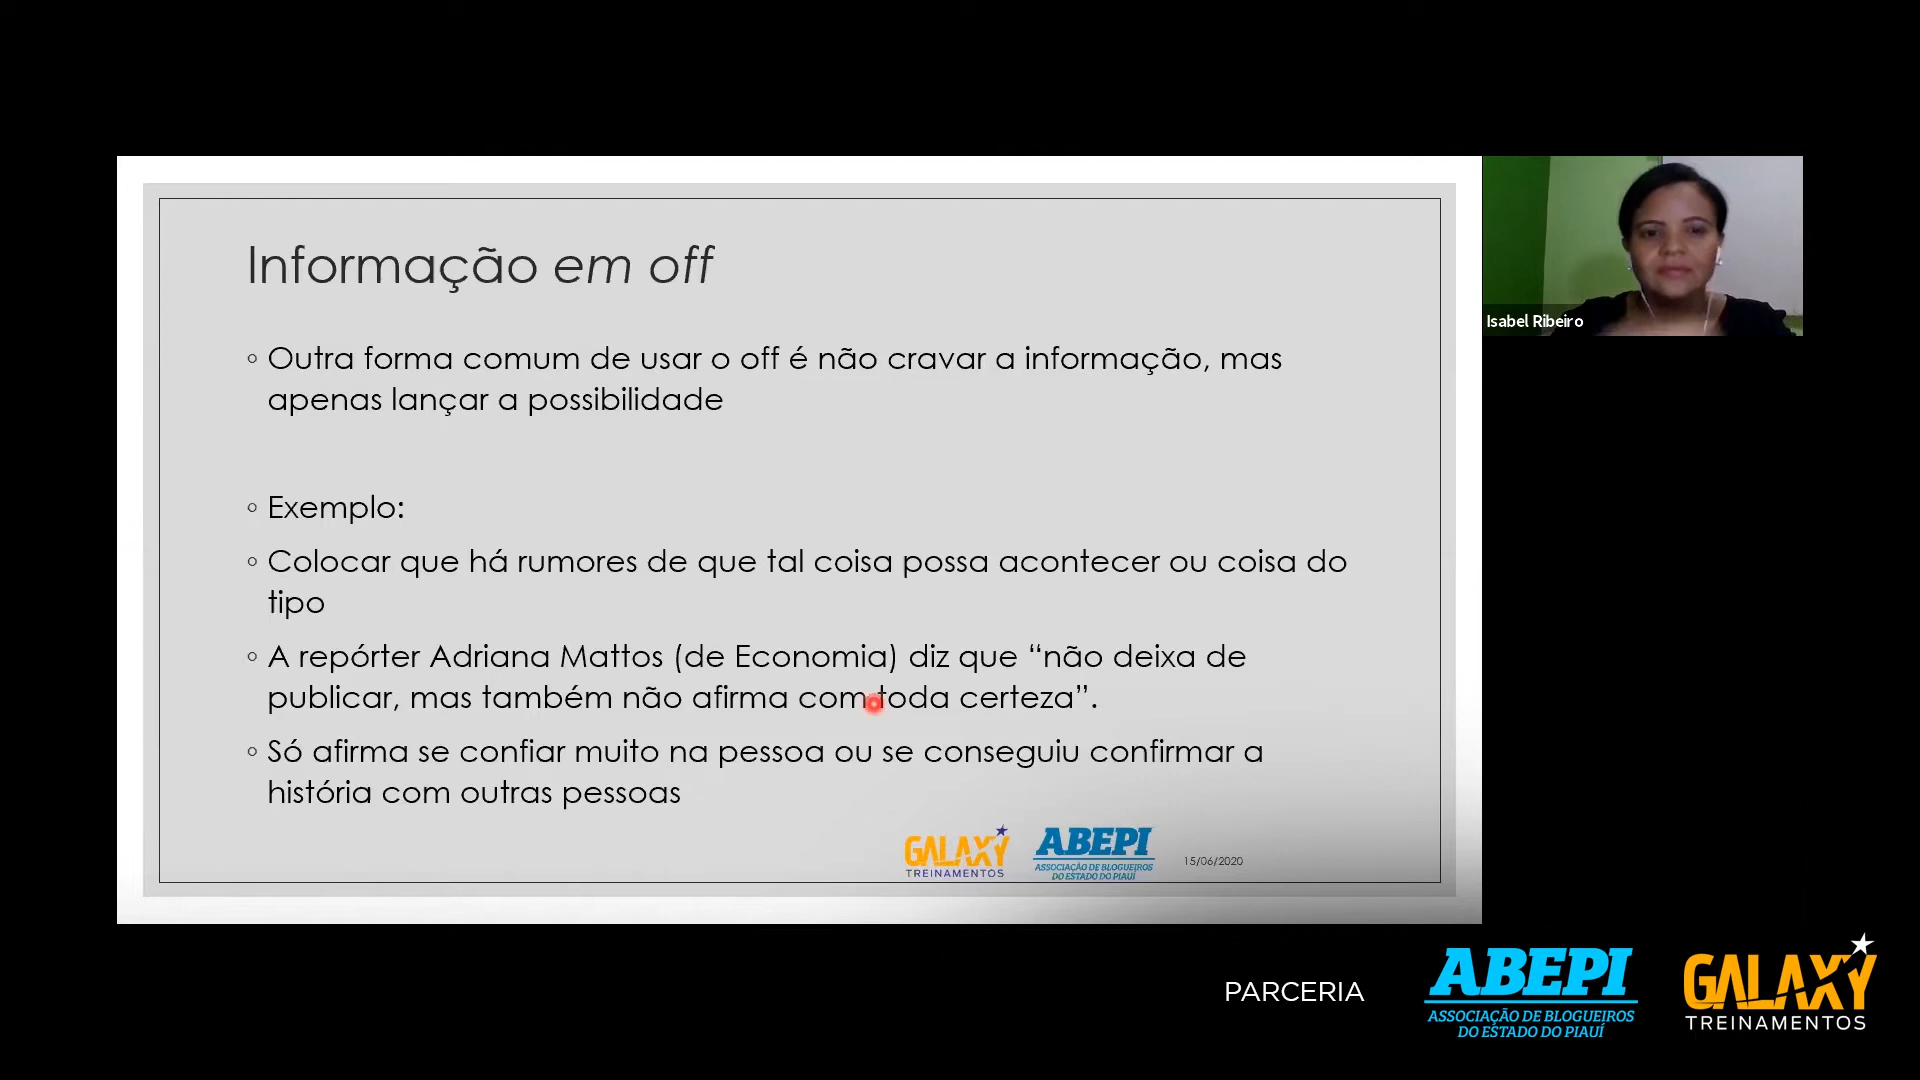 Informação em off
Outra forma comum de usar o off é não cravar a informação, mas
apenas lançar a possibilidade
Exemplo:
Colocar que há rumores de que tal coisa possa acontecer ou coisa do
tipo
A repórter Adriana Mattos (de Economia) diz que “não deixa de
publicar, mas também não afirma com toda certeza”.
Só afirma se confiar muito na pessoa ou se conseguiu confirmar a
história com outras pessoas
GALAXY
TREINAMENTOS
ABEPI
ASSOCIAÇÃO DE BLOGUEIROS
DO ESTADO DO PIAUÍ
15/06/2020
Isabel Ribeiro
PARCERIA
ABEPI
ASSOCIAÇÃO DE BLOGUEIROS
DO ESTADO DO PIAUÍ
GALAXY
TREINAMENTOS